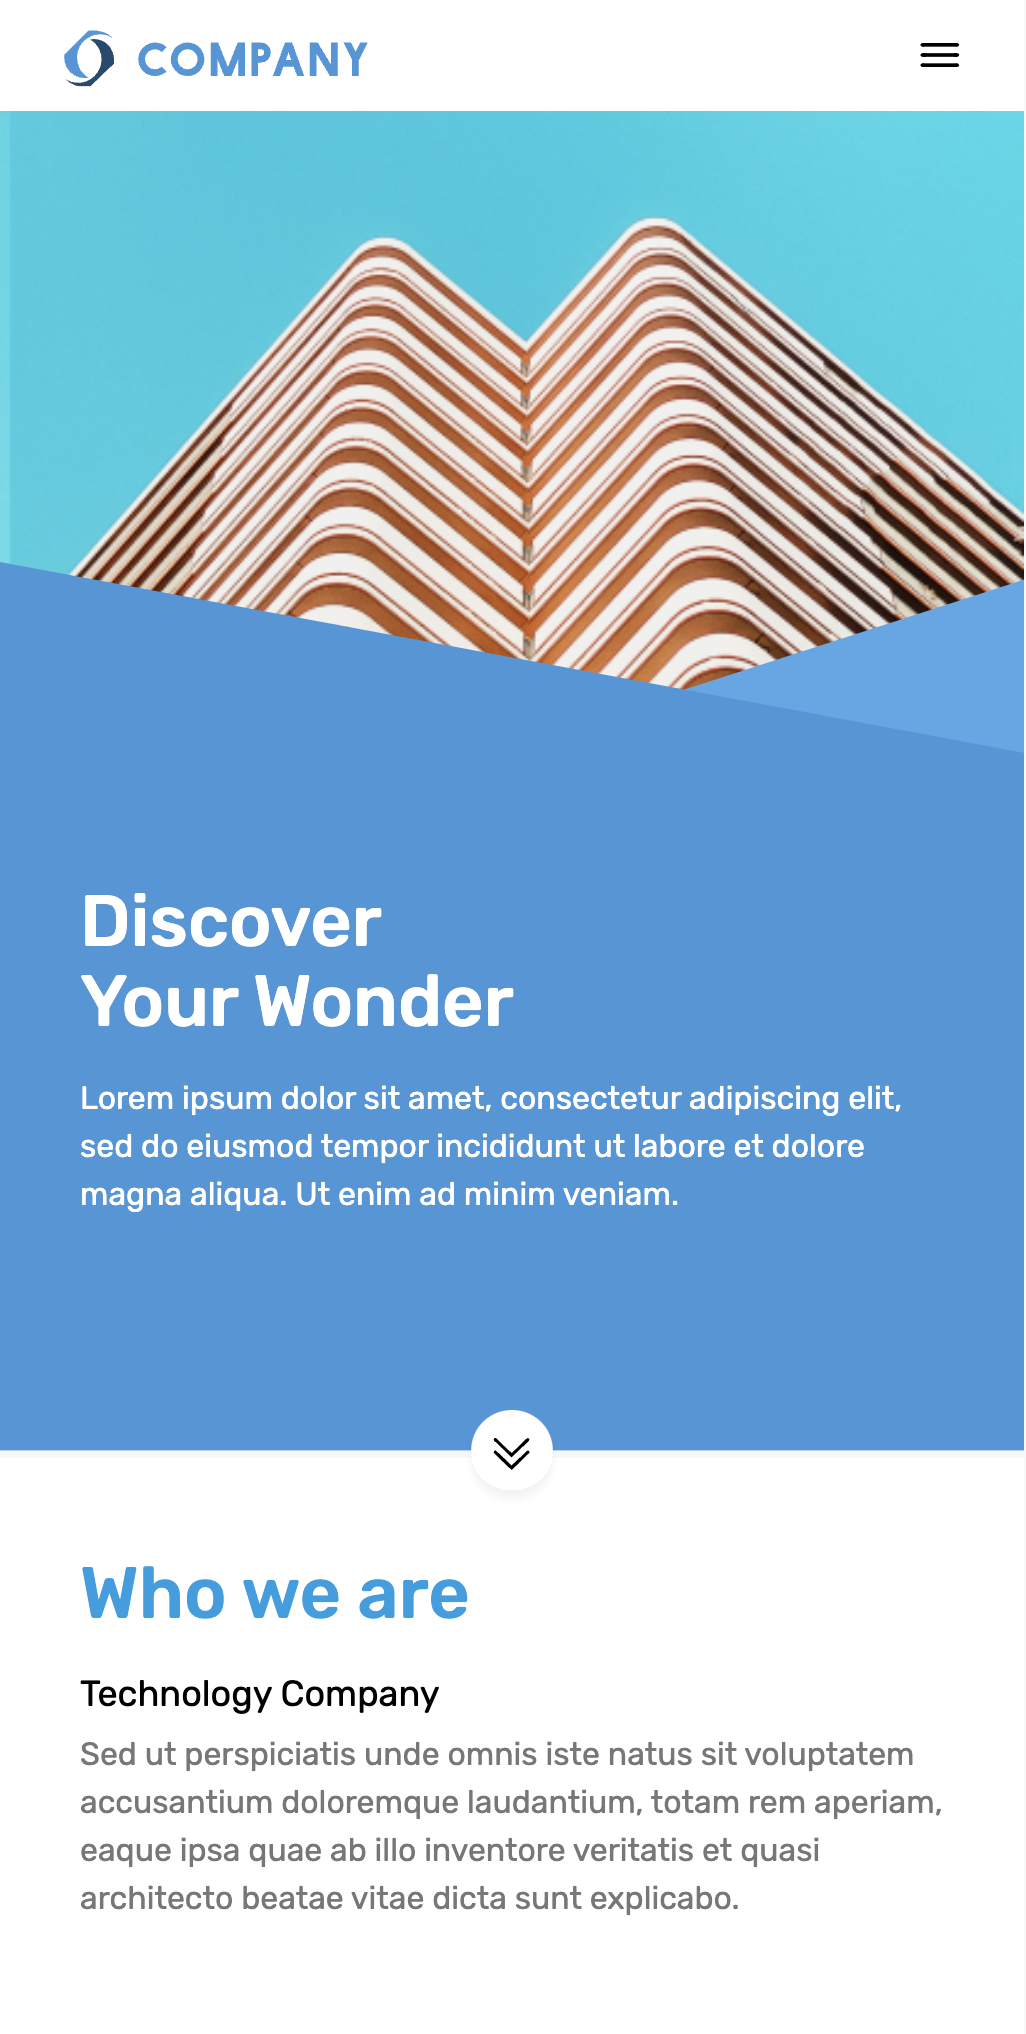 COMPANY
Discover
Your Wonder
Lorem ipsum dolor sit amet, consectetur adipiscing elit,
sed do eiusmod tempor incididunt ut labore et dolore
magna aliqua. Ut enim ad minim veniam.
Who we are
Technology Company
Sed ut perspiciatis unde omnis iste natus sit voluptatem
accusantium doloremque laudantium, totam rem aperiam,
eaque ipsa quae ab illo inventore veritatis et quasi
architecto beatae vitae dicta sunt explicabo.